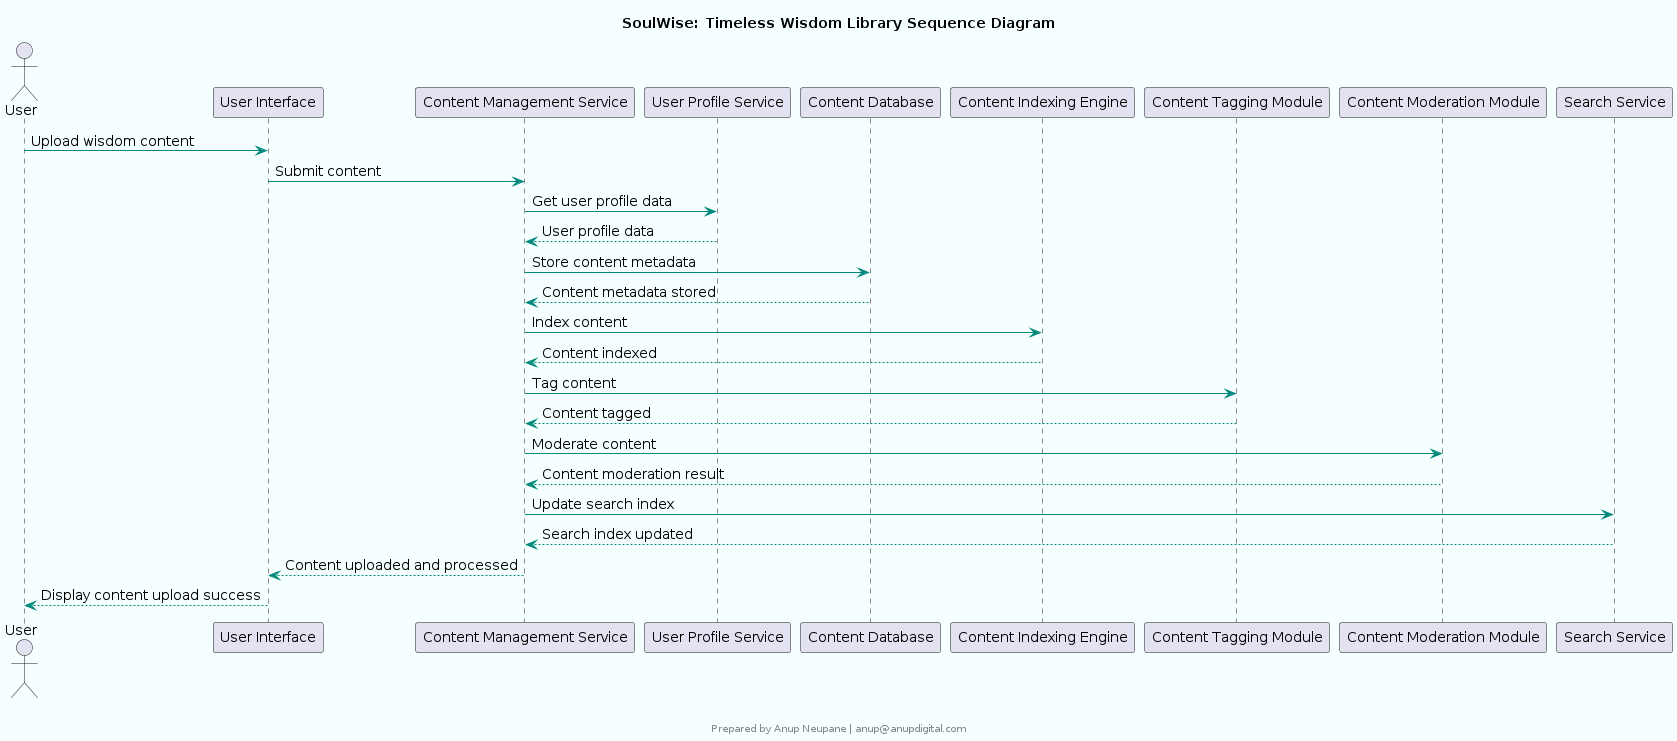 SoulWise: Timeless Wisdom Library Sequence Diagram
User
User Interface
Content Management Service
User Profile Service
Content Database
Content Indexing Engine
Content Tagging Module
Content Moderation Module
Search Service
Upload wisdom content
Submit content
Get user profile data
User profile data
Store content metadata
Content metadata stored
Index content
Content indexed
Tag content
Content tagged
Moderate content
Content moderation result
Update search index
Search index updated
Content uploaded and processed
Display content upload success
User
User Interface
Content Management Service
User Profile Service
Content Database
Content Indexing Engine
Content Tagging Module
Content Moderation Module
Search Service
Prepared by Anup Neupane | anup@anupdigital.com